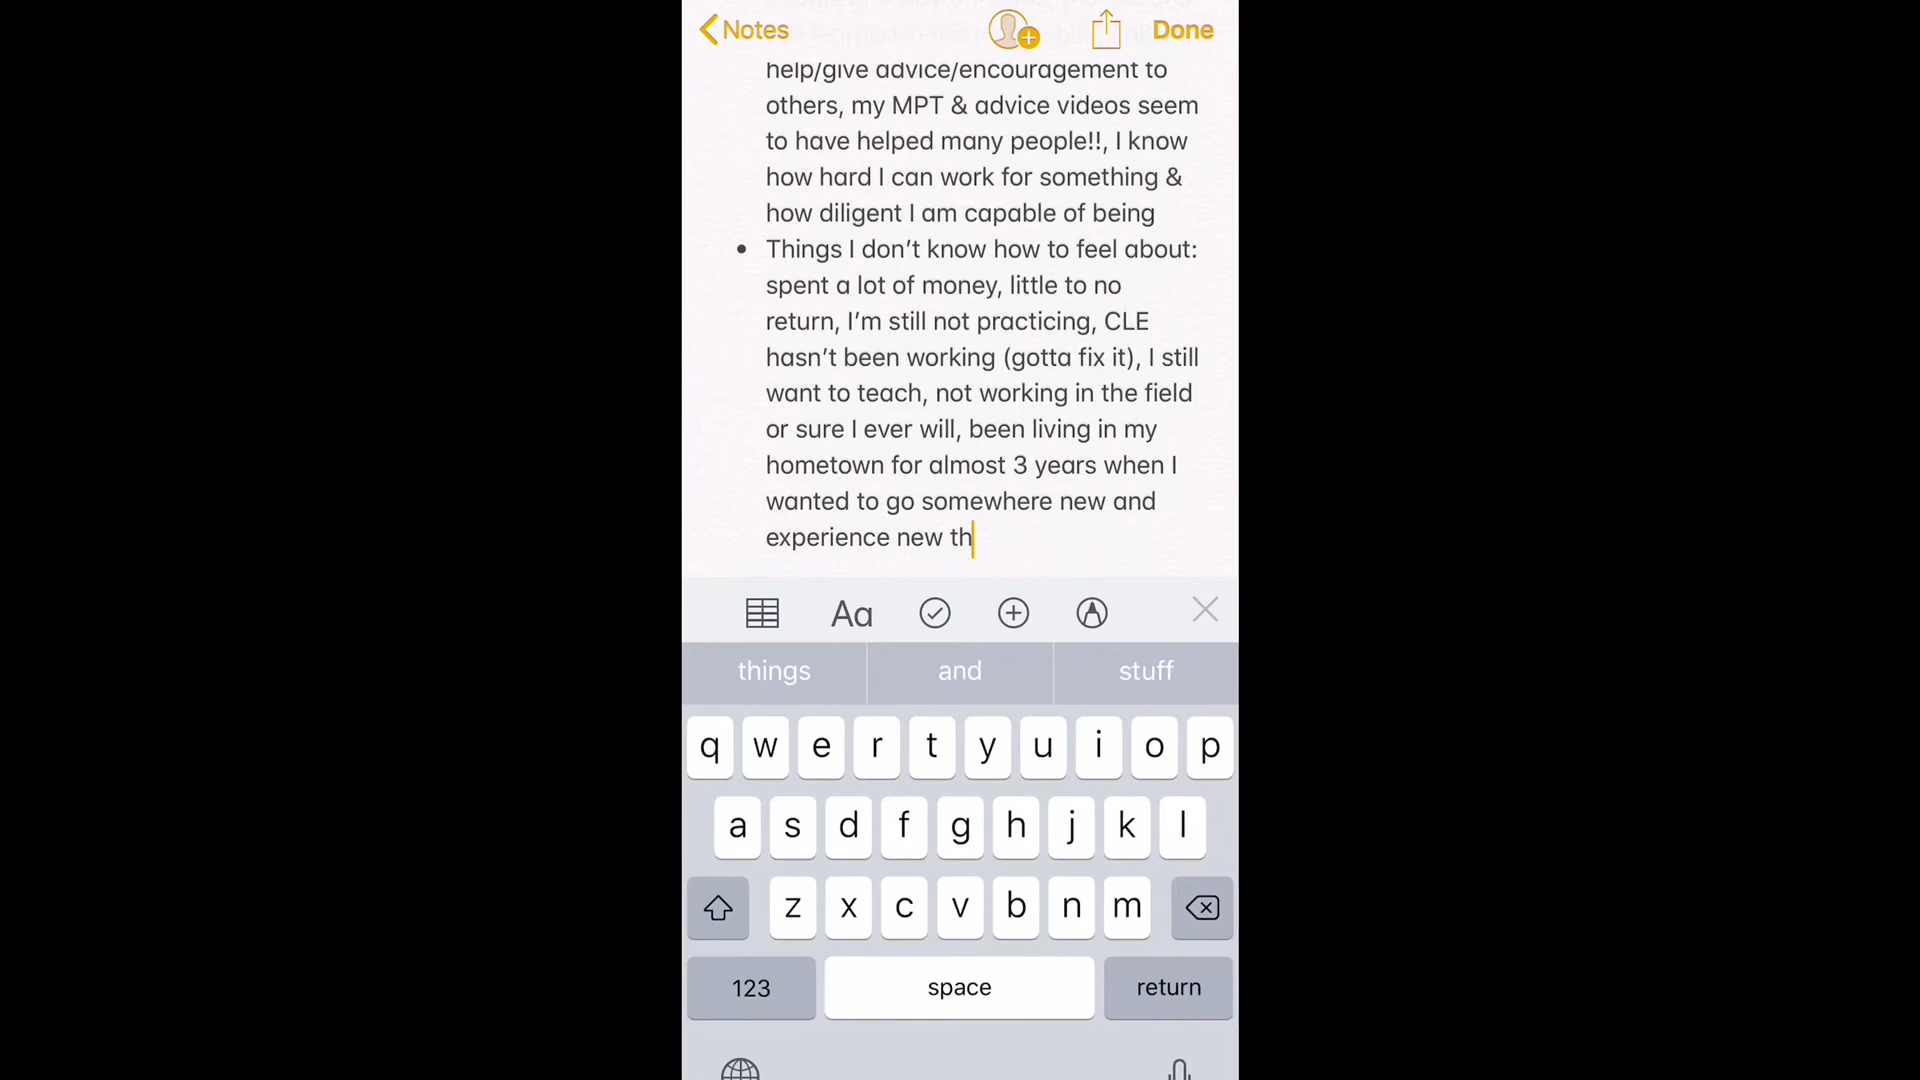 Notes
Done
help/give advice/encouragement to
others, my MPT & advice videos seem
to have helped many people!!, I know
how hard I can work for something &
how diligent I am capable of being
• Things I don’t know how to feel about:
spent a lot of money, little to no
return, I’m still not practicing, CLE
hasn’t been working (gotta fix it), I still
want to teach, not working in the field
or sure I ever will, been living in my
hometown for almost 3 years when I
wanted to go somewhere new and
experience new th
Aa
things and stuff
q w e r t y u i o p
a s d f g h j k l
z x c v b n m
123 space return